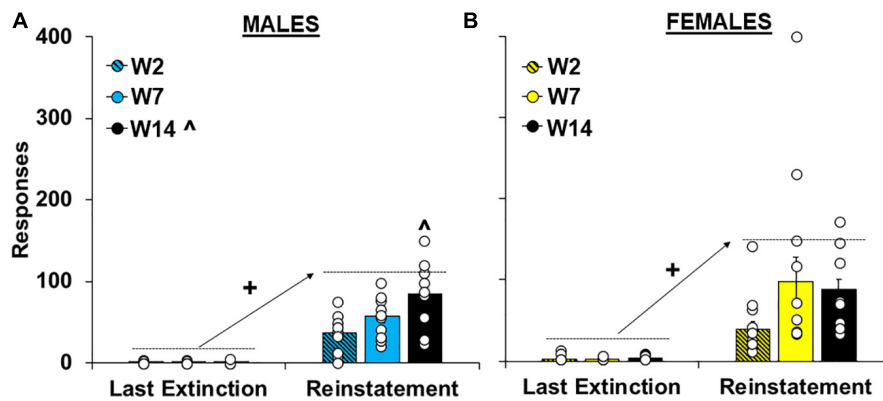 A
MALES
B
FEMALES
400
300
200
100
0
Responses
W2
W7
W14 ^
^
+
Last Extinction
Reinstatement
W2
W7
W14
+
Last Extinction
Reinstatement